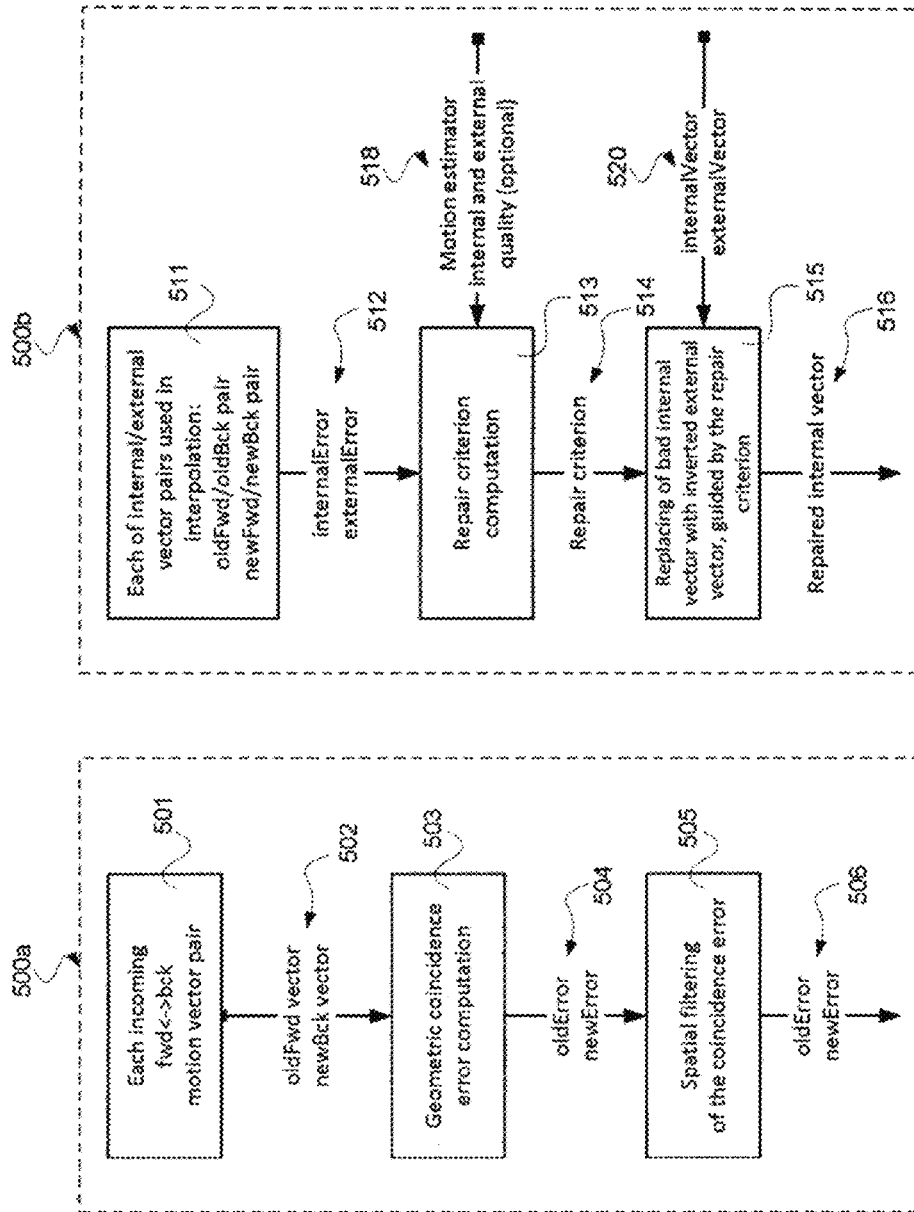 500a
Each incoming
fwd<->bck
motion vector pair
501
oldFwd vector
newBck vector
502
Geometric coincidence
error computation
503
oldError
newError
504
Spatial filtering
of the coincidence error
505
oldError
newError
506
500b
Each of internal/external
vector pairs used in
interpolation:
oldFwd/oldBck pair
newFwd/newBck pair
511
internalError
externalError
512
Motion estimator
internal and external
quality (optional)
518
Repair criterion
computation
513
Repair criterion
514
internalVector
externalVector
520
Replacing of bad internal
vector with inverted external
vector, guided by the repair
criterion
515
Repaired internal vector
516